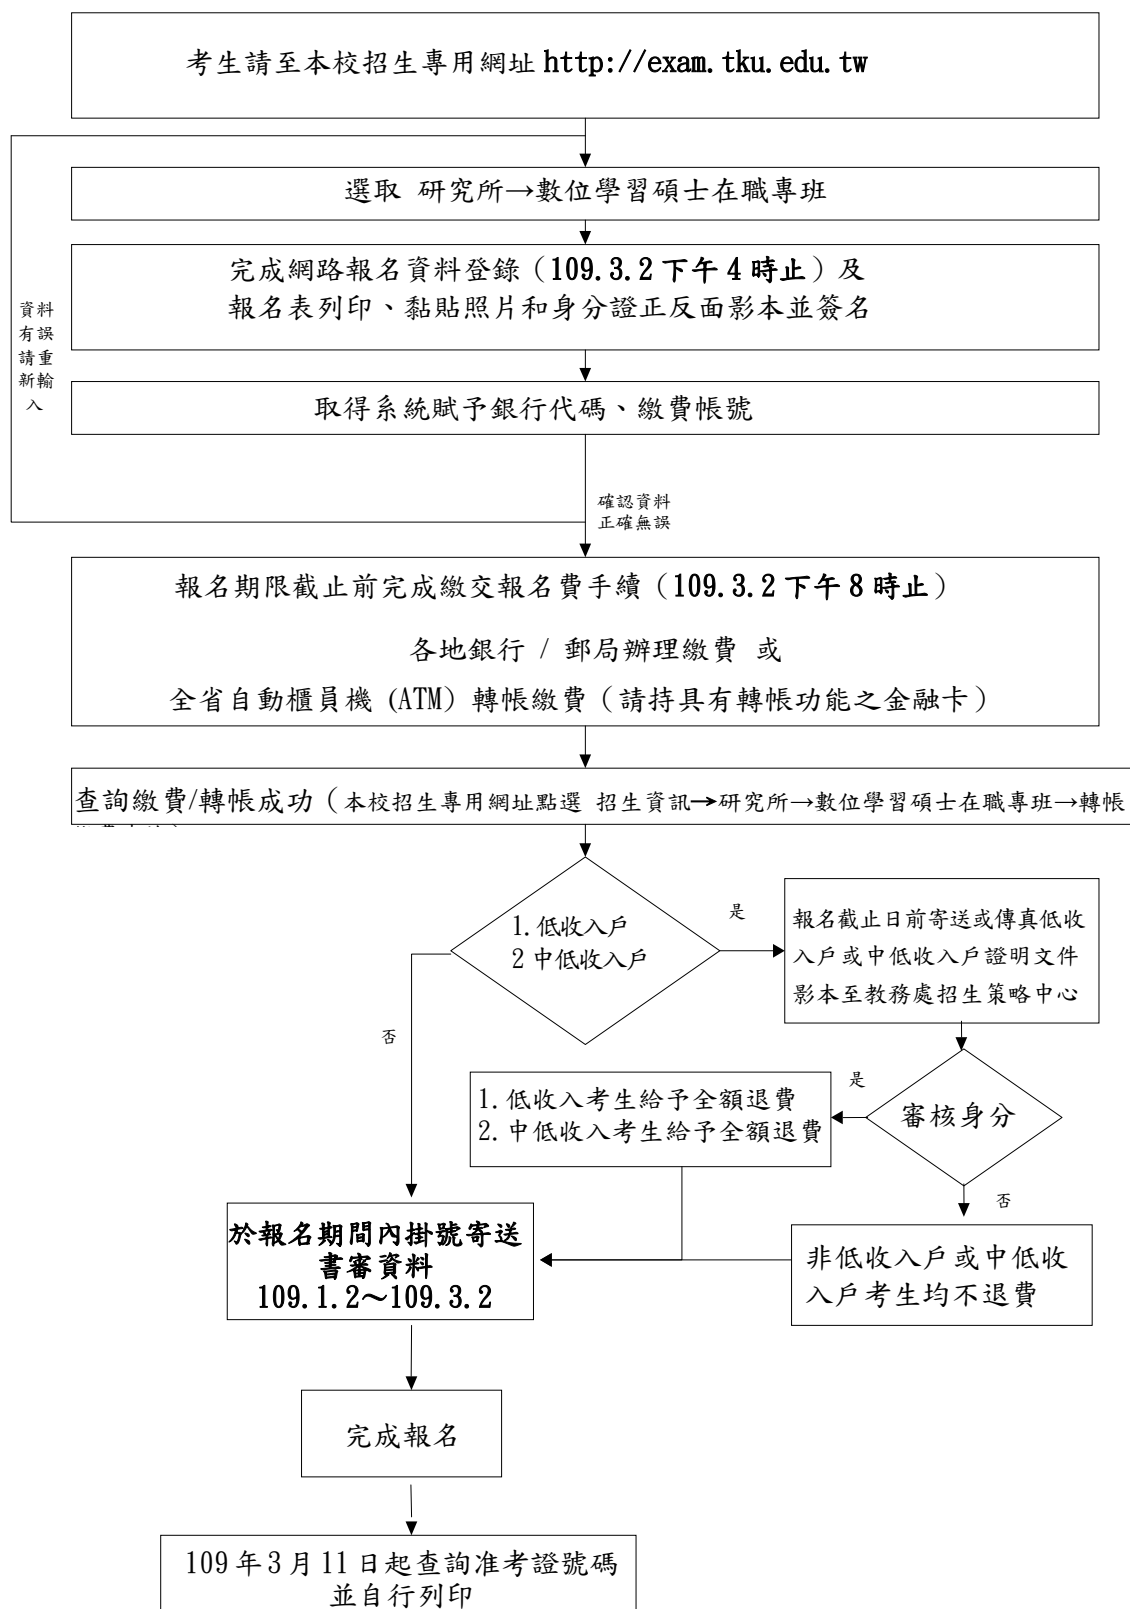 考生請至本校招生專用網址 http://exam.tku.edu.tw
選取 研究所→數位學習碩士在職專班
完成網路報名資料登錄（109.3.2 下午 4 時止）及
報名表列印、黏貼照片和身分證正反面影本並簽名
資料
有誤
請重
新輸
入
取得系統賦予銀行代碼、繳費帳號
確認資料
正確無誤
報名期限截止前完成繳交報名費手續（109.3.2 下午 8 時止）
各地銀行 / 郵局辦理繳費 或
全省自動櫃員機 (ATM) 轉帳繳費（請持具有轉帳功能之金融卡）
查詢繳費/轉帳成功（本校招生專用網址點選 招生資訊→研究所→數位學習碩士在職專班→轉帳
1. 低收入戶
2 中低收入戶
是
報名截止日前寄送或傳真低收
入戶或中低收入戶證明文件
影本至教務處招生策略中心
否
是
1. 低收入考生給予全額退費
2. 中低收入考生給予全額退費
審核身分
否
於報名期間內掛號寄送
書審資料
109.1.2～109.3.2
非低收入戶或中低收
入戶考生均不退費
完成報名
109 年 3 月 11 日起查詢准考證號碼
並自行列印